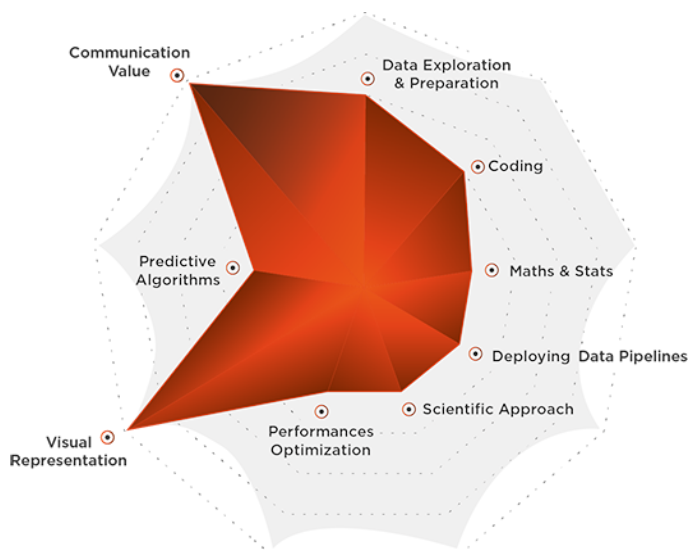 Communication
Value
Data Exploration
& Preparation
Coding
Predictive
Algorithms
Maths & Stats
Deploying Data Pipelines
Scientific Approach
Performances
Optimization
Visual
Representation